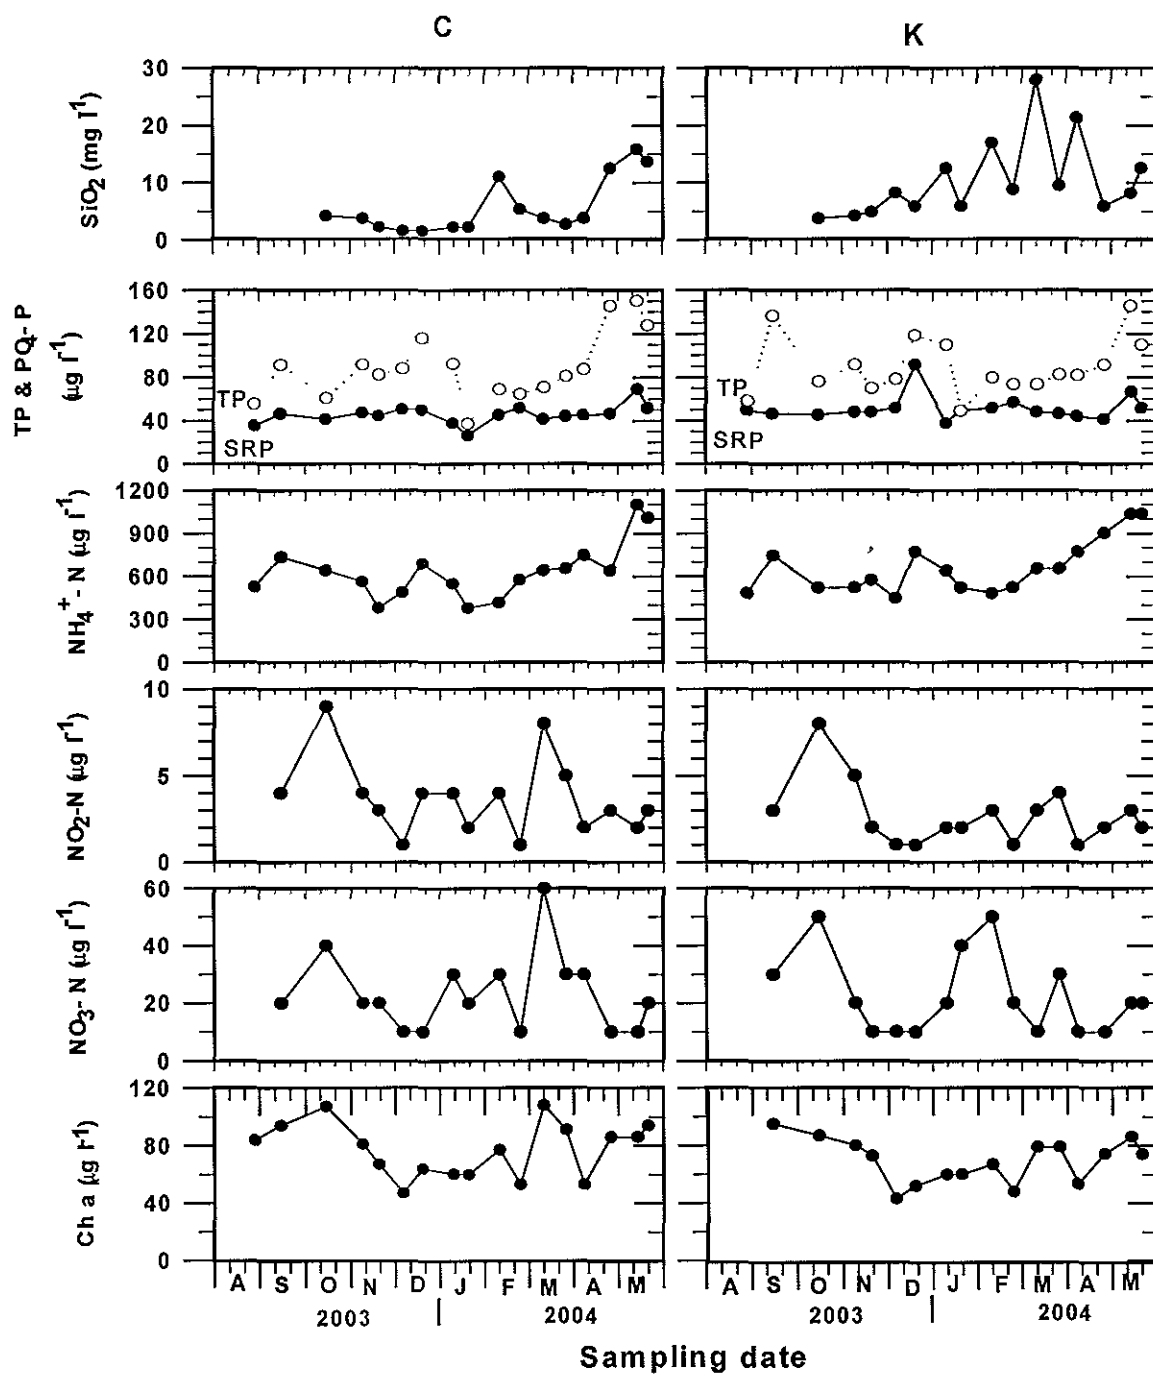 C
K
SiO2 (mg l-1)
30
20
10
0
TP & PO4- P
(µg l-1)
160
120
80
40
0
TP
SRP
TP
SRP
NH4+ - N (µg l-1)
1200
900
600
300
0
NO2-N (µg l-1)
10
5
0
NO3- N (µg l-1)
60
40
20
0
Ch a (µg l-1)
120
80
40
0
A S O N D J F M A M
A S O N D J F M A M
2003 2004
2003 2004
Sampling date